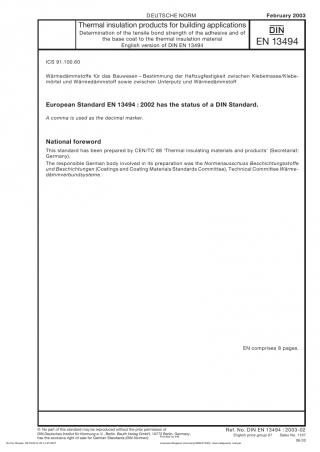 DEUTSCHE NORM
February 2003
Thermal insulation products for building applications
Determination of the tensile bond strength of the adhesive and of
the base coat to the thermal insulation material
English version of DIN EN 13494
DIN
EN 13494
ICS 91.100.60
Wärmedämmstoffe für das Bauwesen – Bestimmung der Haftzugfestigkeit zwischen Klebemasse/Klebe-
mörtel und Wärmedämmstoff sowie zwischen Unterputz und Wärmedämmstoff
European Standard EN 13494 : 2002 has the status of a DIN Standard.
A comma is used as the decimal marker.
National foreword
This standard has been prepared by CEN/TC 88 ‘Thermal insulating materials and products’ (Secretariat:
Germany).
The responsible German body involved in its preparation was the Normenausschuss Beschichtungsstoffe
und Beschichtungen (Coatings and Coating Materials Standards Committee), Technical Committee Wärme-
dämmverbundsysteme.
EN comprises 8 pages.
© No part of this standard may be reproduced without the prior permission of
DIN Deutsches Institut für Normung e. V., Berlin. Beuth Verlag GmbH, 10772 Berlin, Germany,
has the exclusive right of sale for German Standards (DIN-Normen).
Ref. No. DIN EN 13494 : 2003-02
English price group 07 Sales No. 1107